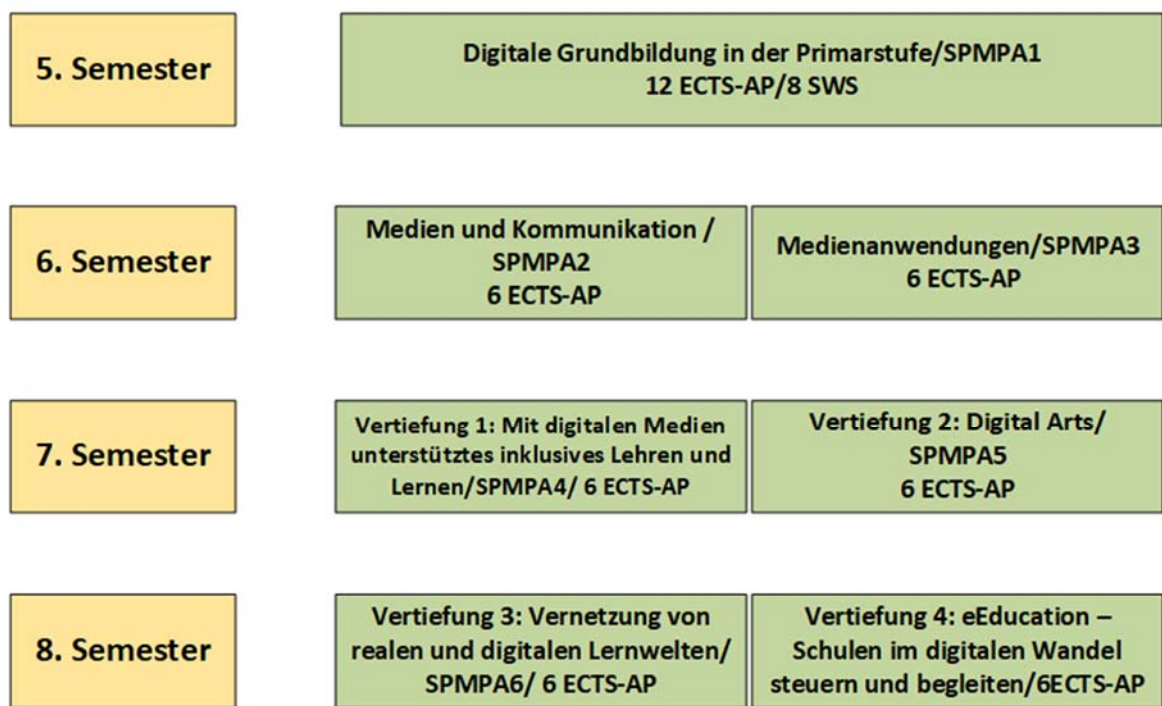 5. Semester
Digitale Grundbildung in der Primarstufe/SPMPA1
12 ECTS-AP/8 SWS
6. Semester
Medien und Kommunikation /
SPMPA2
6 ECTS-AP
Medienanwendungen/SPMPA3
6 ECTS-AP
7. Semester
Vertiefung 1: Mit digitalen Medien
unterstütztes inklusives Lehren und
Lernen/SPMPA4/ 6 ECTS-AP
Vertiefung 2: Digital Arts/
SPMPA5
6 ECTS-AP
8. Semester
Vertiefung 3: Vernetzung von
realen und digitalen Lernwelten/
SPMPA6/ 6 ECTS-AP
Vertiefung 4: eEducation –
Schulen im digitalen Wandel
steuern und begleiten/6ECTS-AP